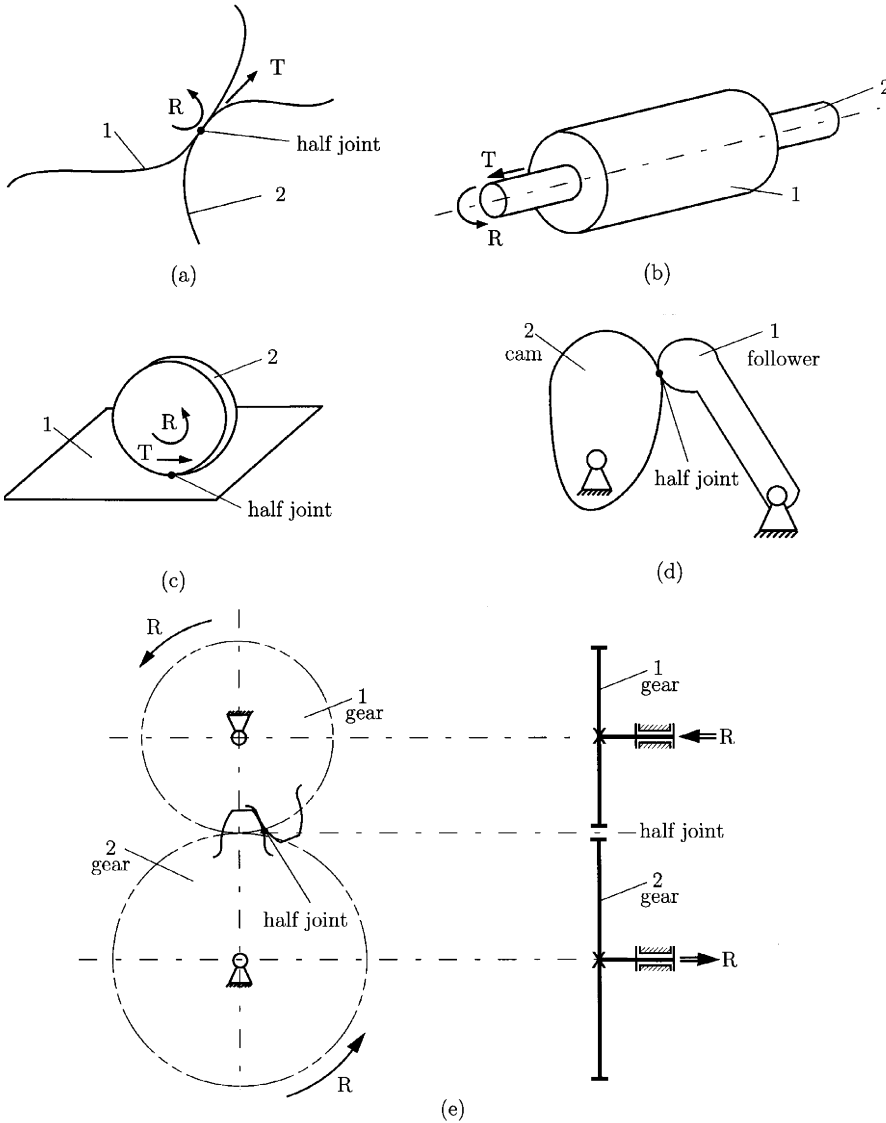 T
R
1
half joint
2
(a)
2
T
1
R
(b)
2
1
R
T
half joint
(c)
2
cam
1
follower
half joint
(d)
R
1
gear
2
gear
half joint
R
1
gear
R
half joint
2
gear
R
(e)